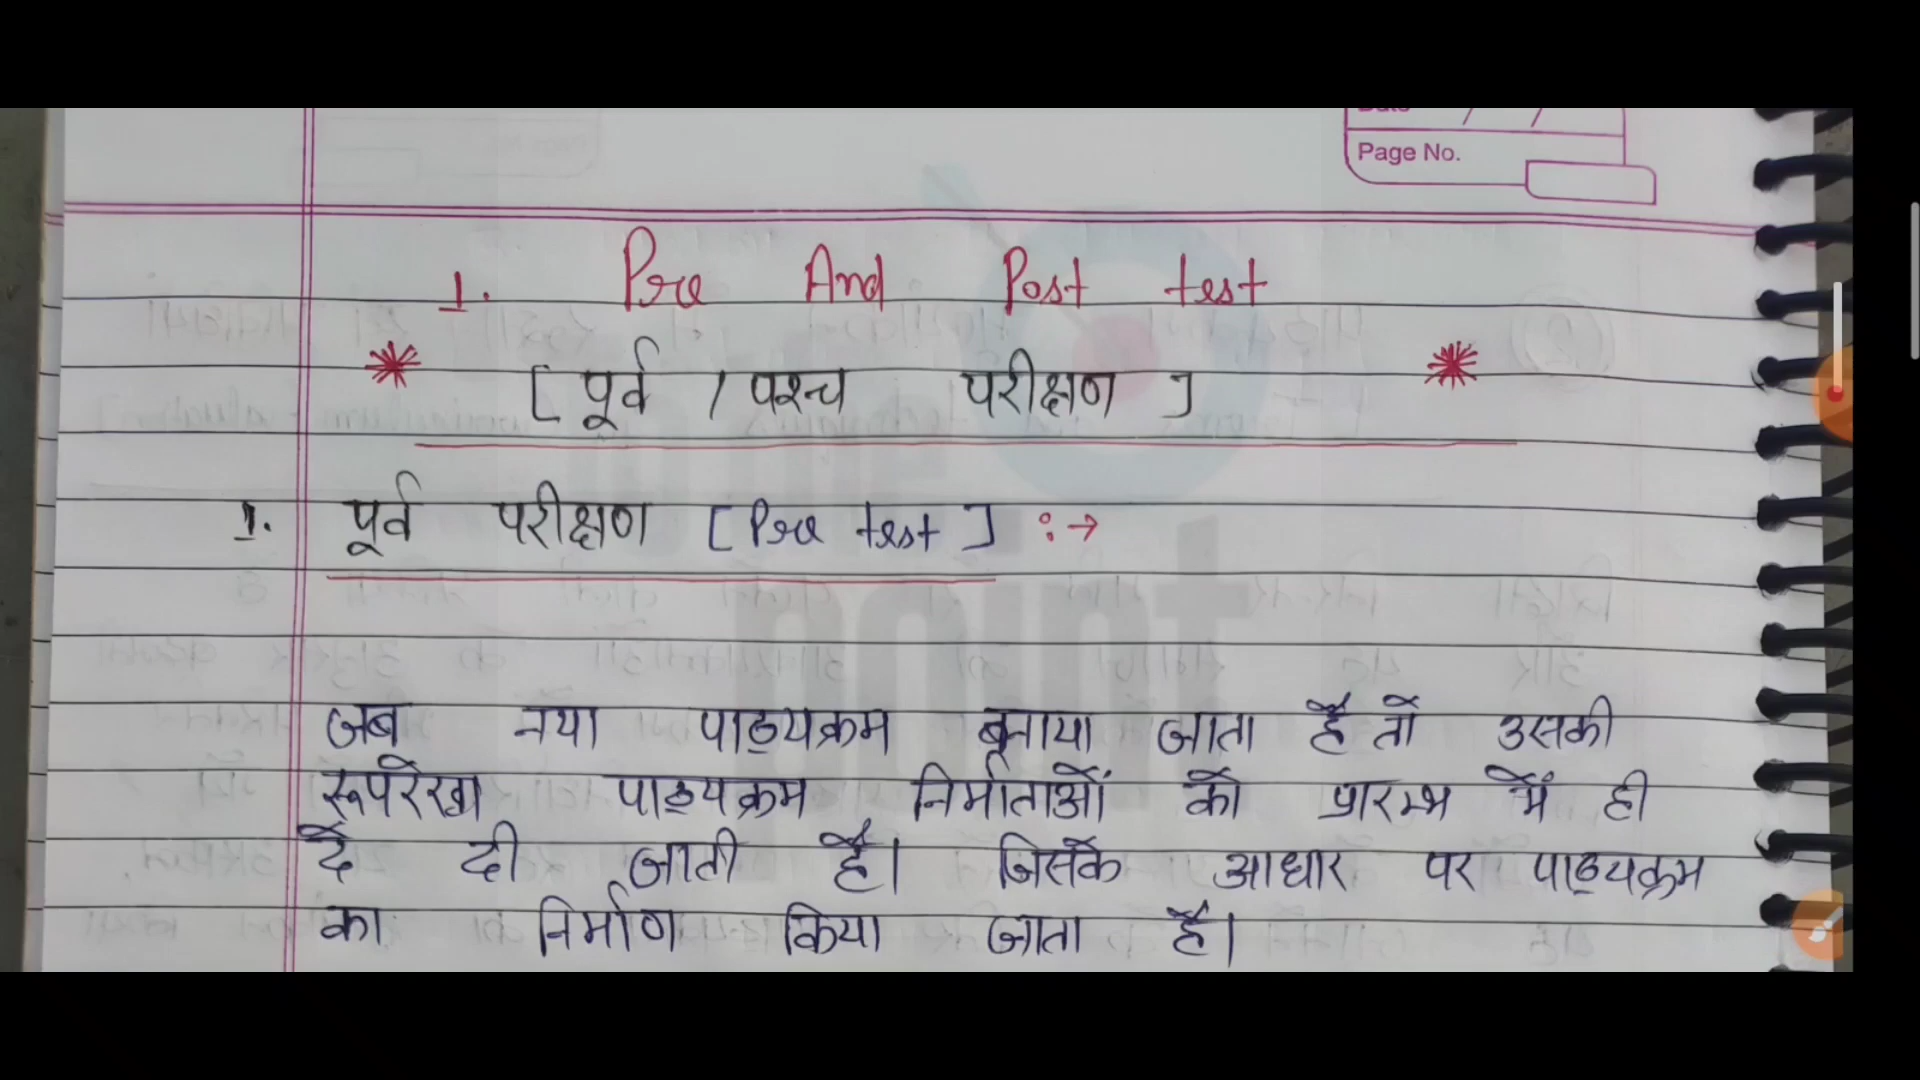 Page No.
1. Pre And Post test
[ पूर्व / पश्च परीक्षण ]
1. पूर्व परीक्षण [ Pre test ] :→
जब नया पाठ्यक्रम बनाया जाता है तो उसकी
रूपरेखा पाठ्यक्रम निर्माताओं को प्रारम्भ में ही
दे दी जाती है। जिसके आधार पर पाठ्यक्रम
का निर्माण किया जाता है।
point